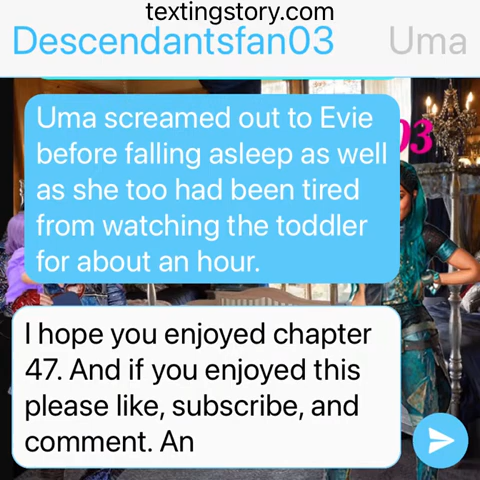 textingstory.com
Descendantsfan03 Uma
03
Uma screamed out to Evie
before falling asleep as well
as she too had been tired
from watching the toddler
for about an hour.
I hope you enjoyed chapter
47. And if you enjoyed this
please like, subscribe, and
comment. An